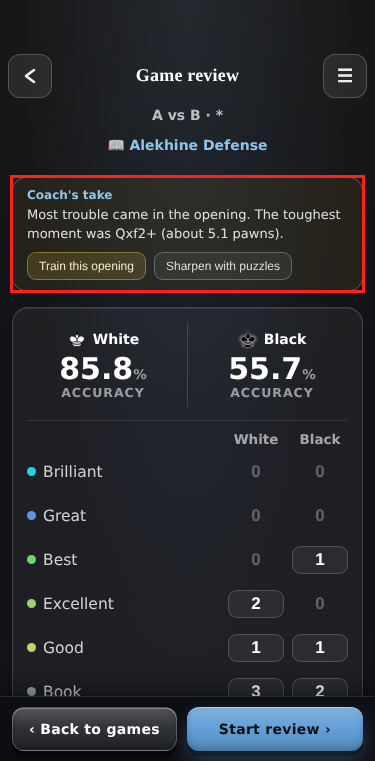 Game review
A vs B · *
📖 Alekhine Defense
Coach's take
Most trouble came in the opening. The toughest
moment was Qxf2+ (about 5.1 pawns).
Train this opening
Sharpen with puzzles
White
Black
85.8%
55.7%
ACCURACY
ACCURACY
White Black
Brilliant 0 0
Great 0 0
Best 0 1
Excellent 2 0
Good 1 1
Book 3 2
‹ Back to games
Start review ›